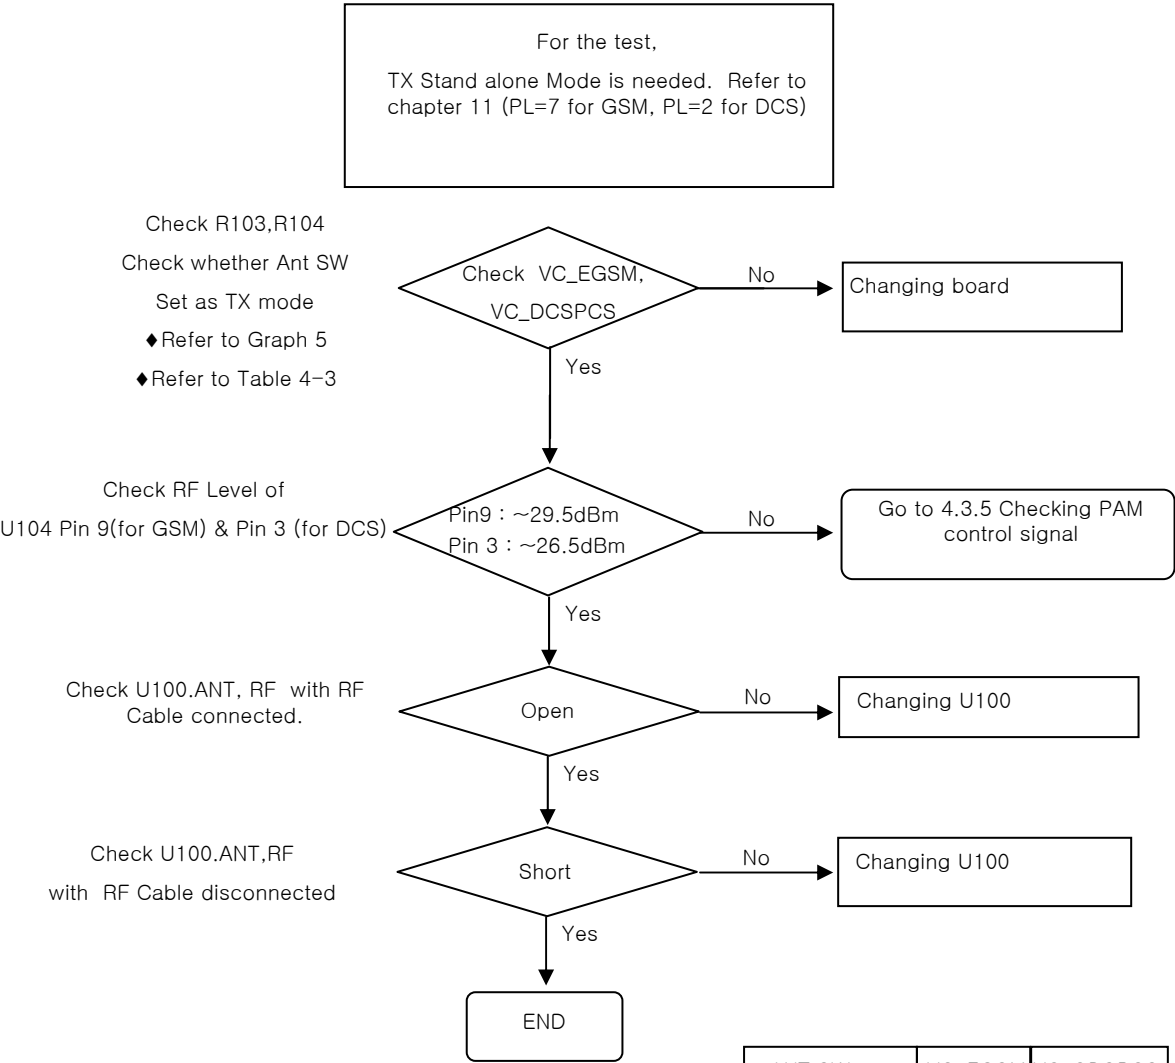 For the test,
TX Stand alone Mode is needed.  Refer to
chapter 11 (PL=7 for GSM, PL=2 for DCS)
Check R103,R104
Check whether Ant SW
Set as TX mode
♦Refer to Graph 5
♦Refer to Table 4-3
Check  VC_EGSM,
VC_DCSPCS
No
Changing board
Yes
Check RF Level of
U104 Pin 9(for GSM) & Pin 3 (for DCS)
Pin9 : ~29.5dBm
Pin 3 : ~26.5dBm
No
Go to 4.3.5 Checking PAM
control signal
Yes
Check U100.ANT, RF  with RF
Cable connected.
Open
No
Changing U100
Yes
Check U100.ANT,RF
with  RF Cable disconnected
Short
No
Changing U100
Yes
END